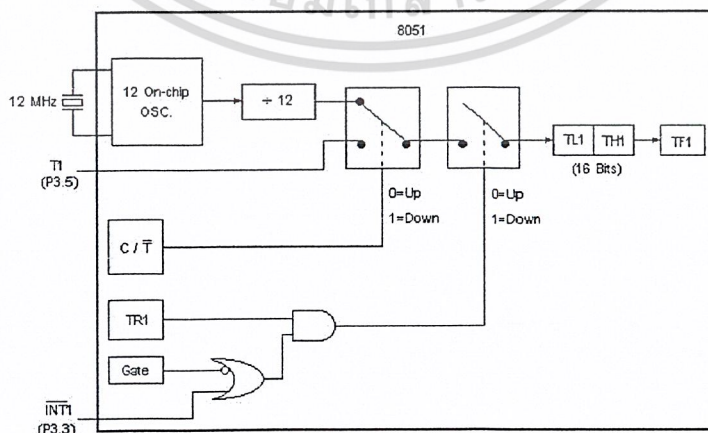 8051
12 MHz
12 On-chip
OSC.
÷ 12
T1
(P3.5)
TL1
TH1
TF1
(16 Bits)
0=Up
1=Down
0=Up
1=Down
C / T̅
TR1
Gate
I̅N̅T̅1̅
(P3.3)